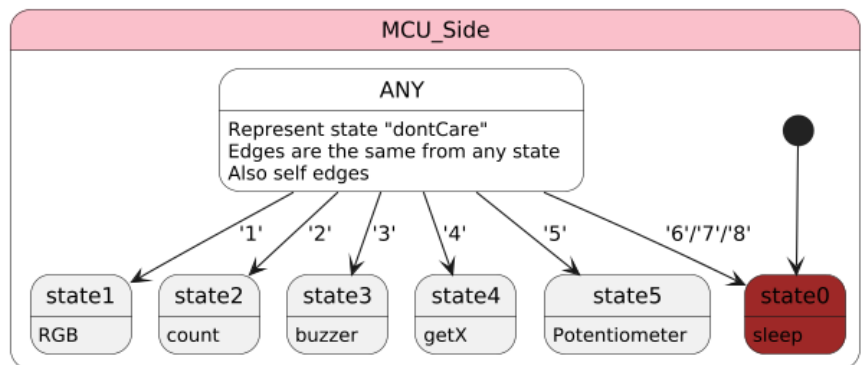 MCU_Side
ANY
Represent state "dontCare"
Edges are the same from any state
Also self edges
'1'
'2'
'3'
'4'
'5'
'6'/'7'/'8'
state1
RGB
state2
count
state3
buzzer
state4
getX
state5
Potentiometer
state0
sleep